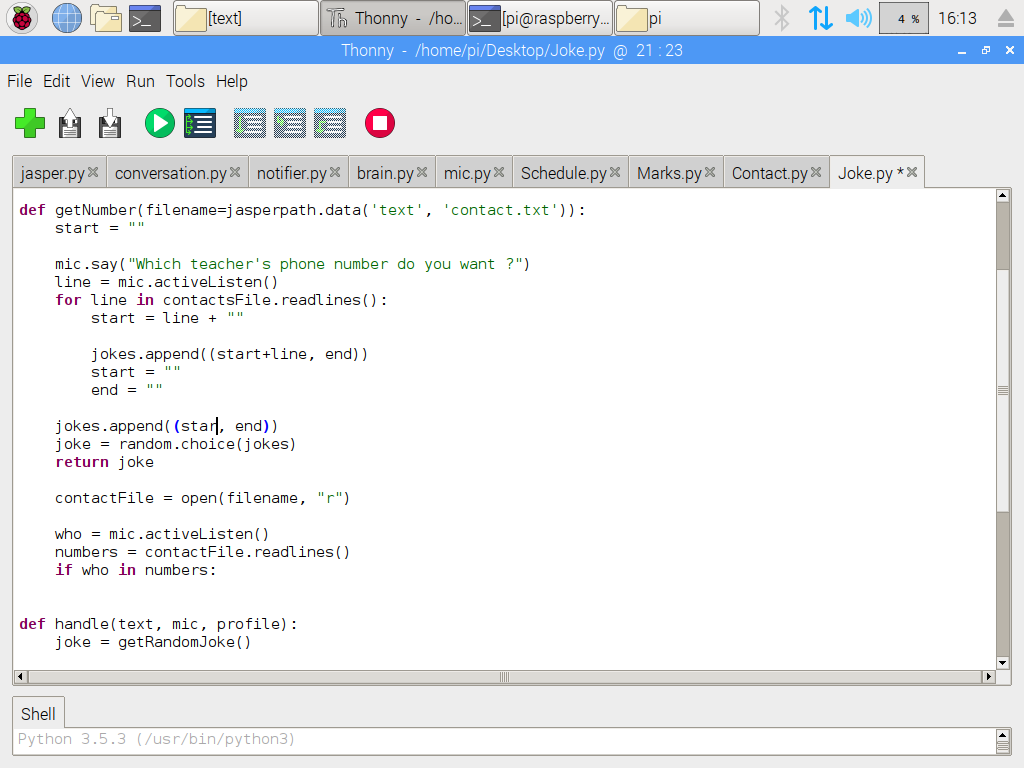 [text]
Thonny - /ho...
[pi@raspberry...
pi
4 %
16:13
Thonny - /home/pi/Desktop/Joke.py @ 21 : 23
File Edit View Run Tools Help
jasper.py conversation.py notifier.py brain.py mic.py Schedule.py Marks.py Contact.py Joke.py *
def getNumber(filename=jasperpath.data('text', 'contact.txt')):
    start = ""
    mic.say("Which teacher's phone number do you want ?")
    line = mic.activeListen()
    for line in contactsFile.readlines():
        start = line + ""
        jokes.append((start+line, end))
        start = ""
        end = ""
    jokes.append((star, end))
    joke = random.choice(jokes)
    return joke
    contactFile = open(filename, "r")
    who = mic.activeListen()
    numbers = contactFile.readlines()
    if who in numbers:
def handle(text, mic, profile):
    joke = getRandomJoke()
Shell
Python 3.5.3 (/usr/bin/python3)